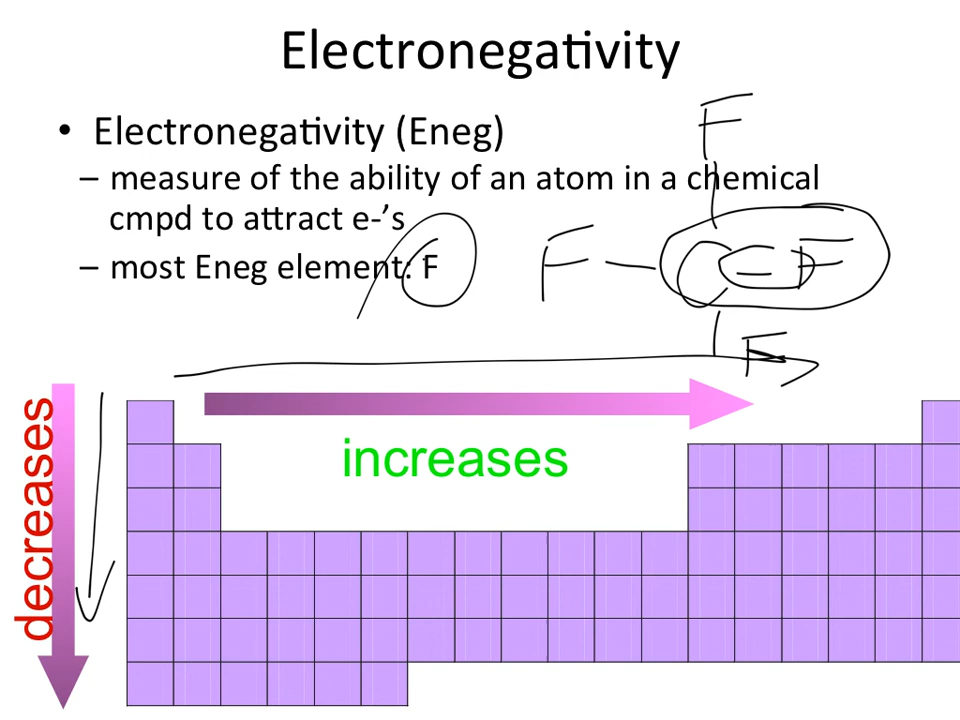 Electronegativity
• Electronegativity (Eneg)
– measure of the ability of an atom in a chemical
cmpd to attract e-’s
– most Eneg element: F
F
F – C – F
F
increases
decreases